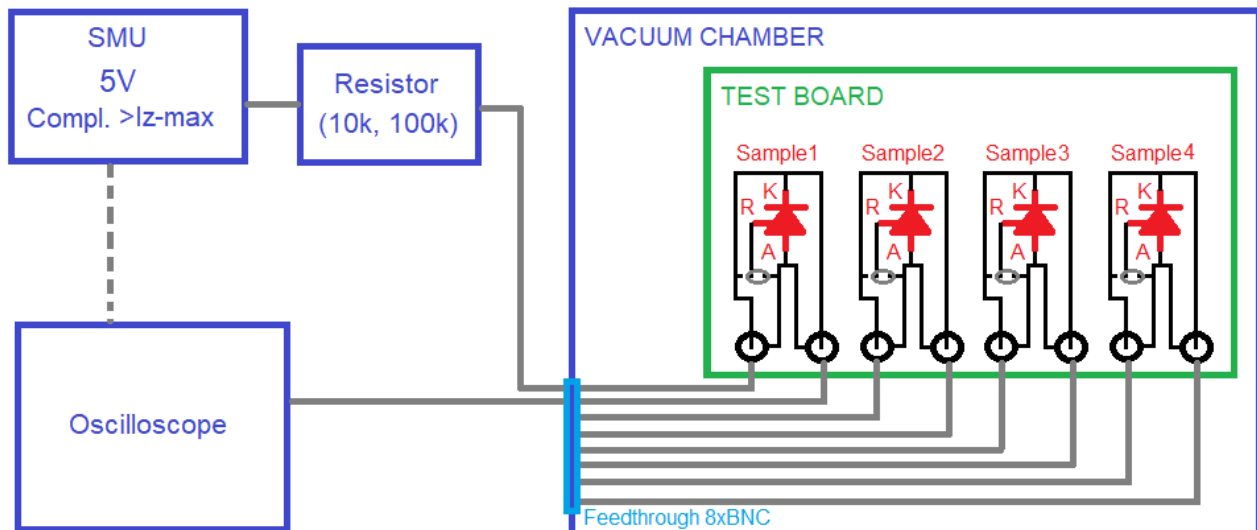 SMU
5V
Compl. >Iz-max
Resistor
(10k, 100k)
VACUUM CHAMBER
TEST BOARD
Sample1 Sample2 Sample3 Sample4
K K K K
R R R R
A A A A
Oscilloscope
Feedthrough 8xBNC